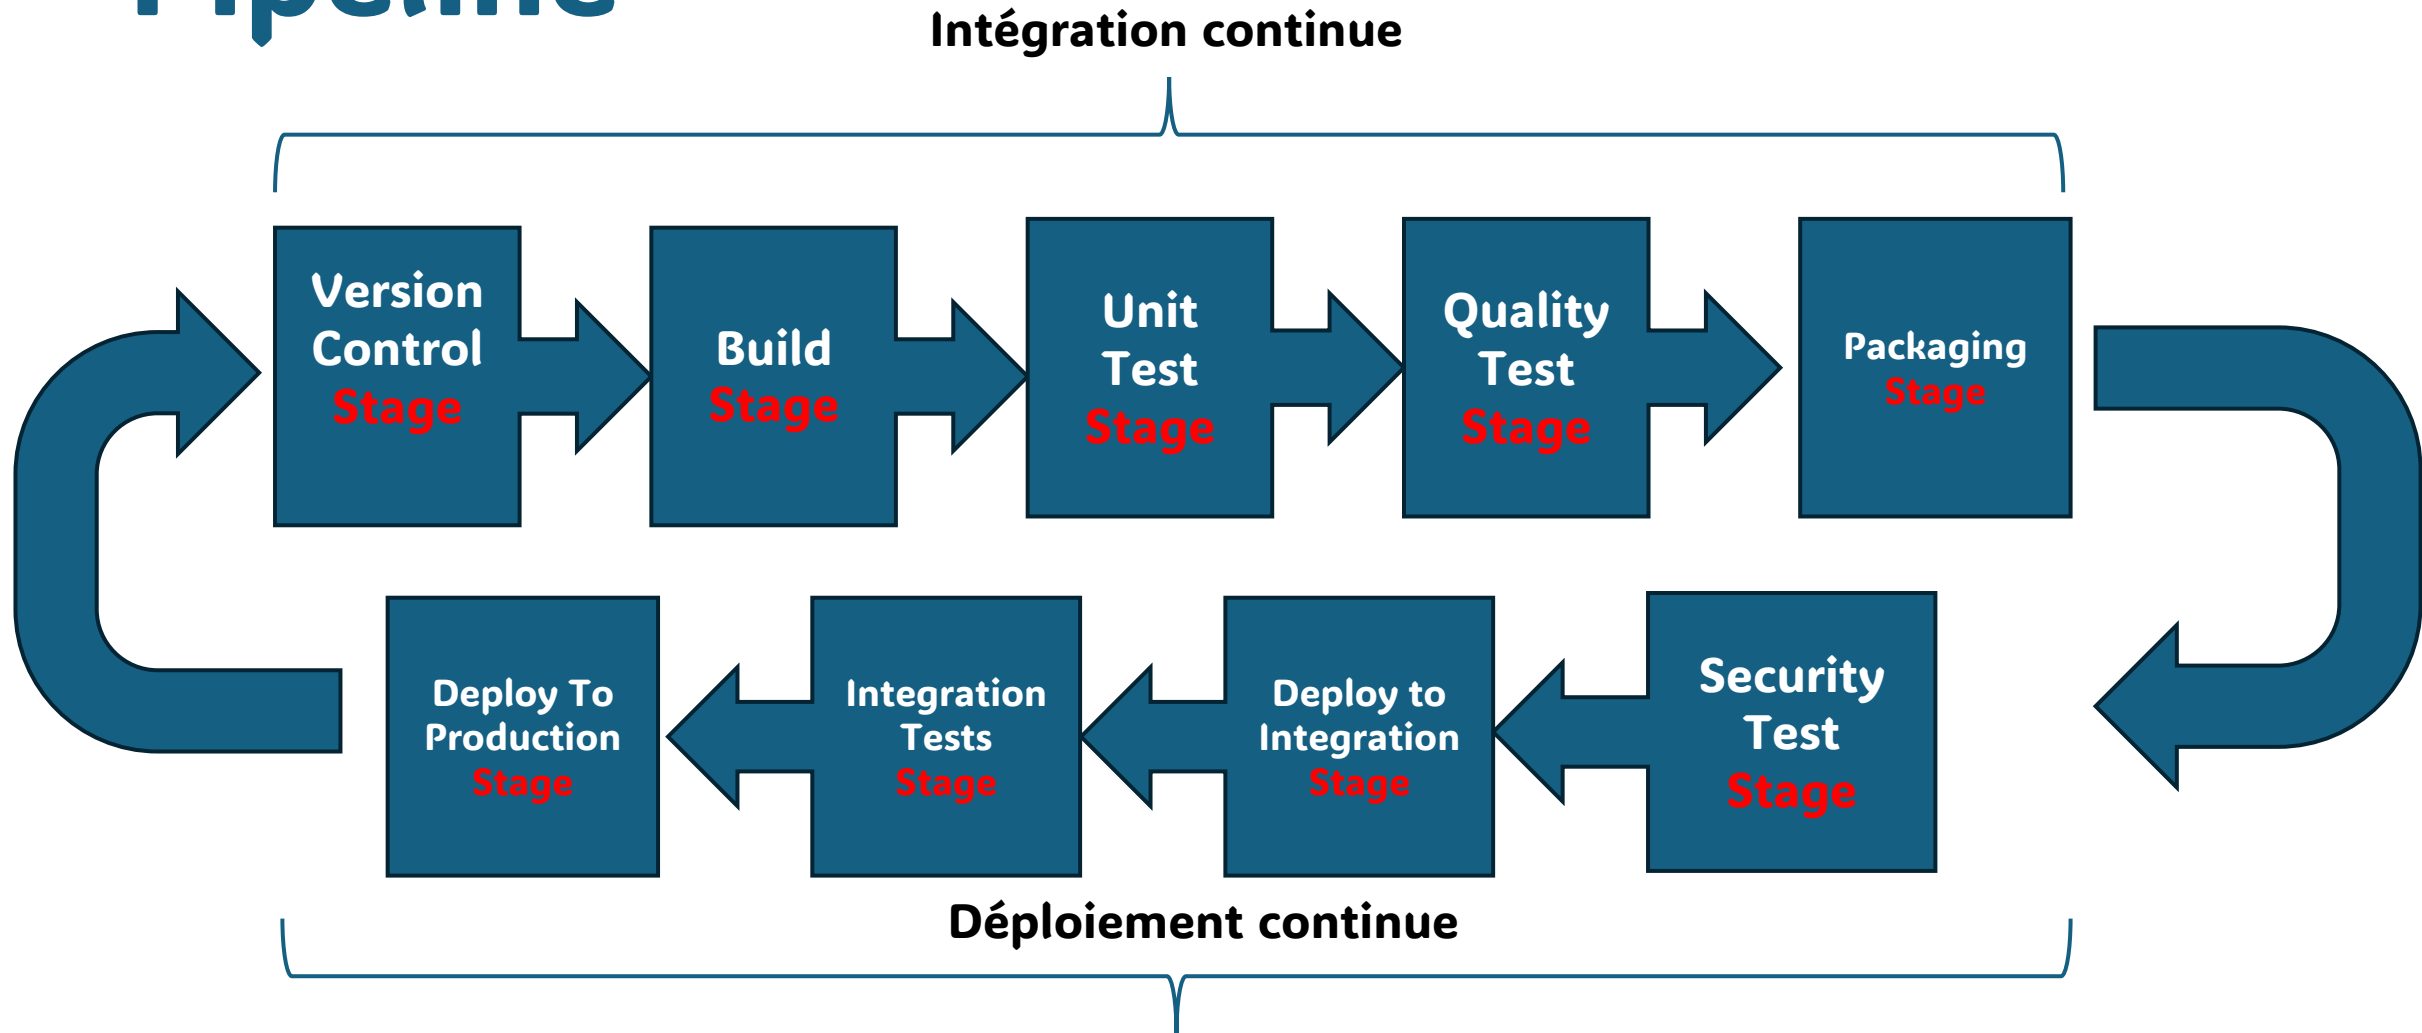 Pipeline
Intégration continue
Version
Control
Stage
Build
Stage
Unit
Test
Stage
Quality
Test
Stage
Packaging
Stage
Deploy To
Production
Stage
Integration
Tests
Stage
Deploy to
Integration
Stage
Security
Test
Stage
Déploiement continue